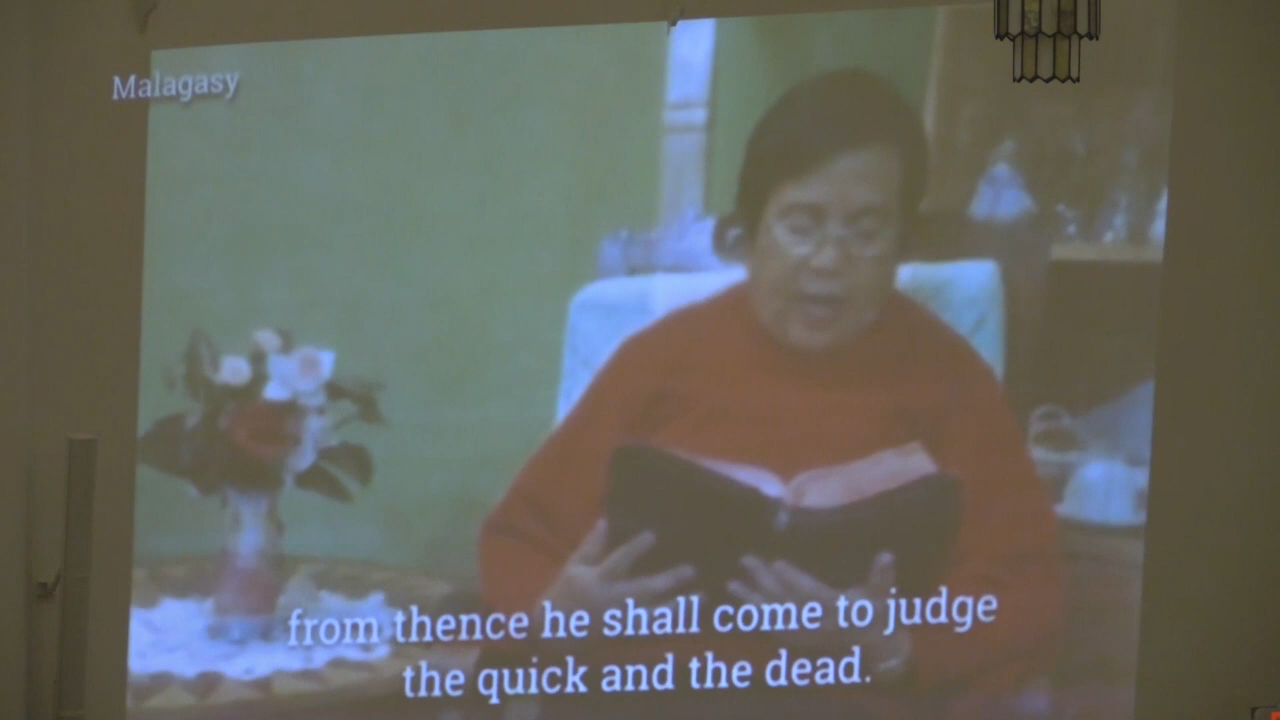 Malagasy
from thence he shall come to judge
the quick and the dead.